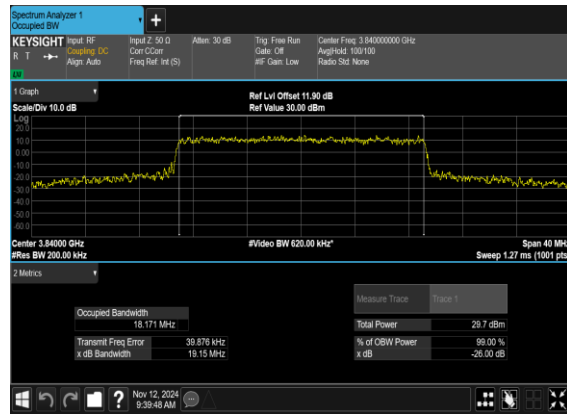 Spectrum Analyzer 1
Occupied BW
KEYSIGHT
R T
LW
Input: RF
Coupling: DC
Align: Auto
Input Z: 50 Ω
Corr CCorr
Freq Ref: Int (S)
Atten: 30 dB
Trig: Free Run
Gate: Off
#IF Gain: Low
Center Freq: 3.840000000 GHz
Avg|Hold: 100/100
Radio Std: None
1 Graph
Scale/Div 10.0 dB
Ref Lvl Offset 11.90 dB
Ref Value 30.00 dBm
Log
20.0
10.0
0.00
-10.0
-20.0
-30.0
-40.0
-50.0
-60.0
Center 3.84000 GHz
#Res BW 200.00 kHz
#Video BW 620.00 kHz*
Span 40 MHz
Sweep 1.27 ms (1001 pts
2 Metrics
Measure Trace
Trace 1
Occupied Bandwidth
18.171 MHz
Total Power
29.7 dBm
Transmit Freq Error
39.876 kHz
% of OBW Power
99.00 %
x dB Bandwidth
19.15 MHz
x dB
-26.00 dB
?
Nov 12, 2024
9:39:48 AM